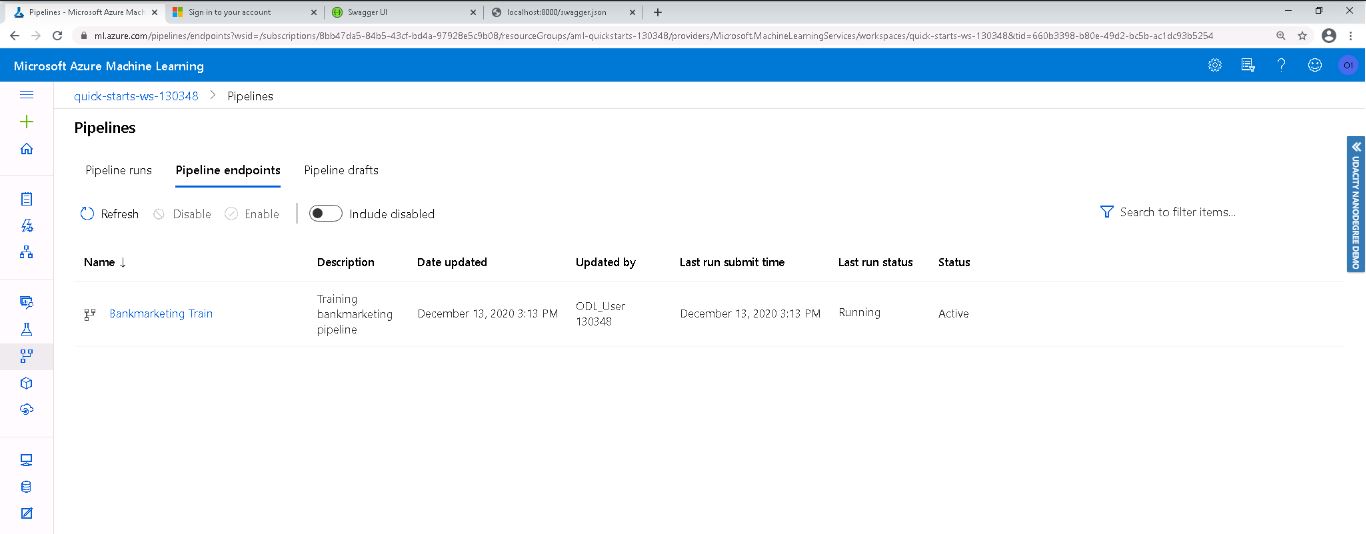 Pipelines - Microsoft Azure Mach
Sign in to your account
Swagger UI
localhost:8000/swagger.json
ml.azure.com/pipelines/endpoints?wsid=/subscriptions/8bb47da5-84b5-43cf-bd4a-97928e5c9b08/resourceGroups/aml-quickstarts-130348/providers/Microsoft.MachineLearningServices/workspaces/quick-starts-ws-130348&tid=660b3398-b80e-49d2-bc5b-ac1dc93b5254
Microsoft Azure Machine Learning
OI
quick-starts-ws-130348 > Pipelines
Pipelines
Pipeline runs Pipeline endpoints Pipeline drafts
Refresh Disable Enable Include disabled Search to filter items...
Name ↓ Description Date updated Updated by Last run submit time Last run status Status
Bankmarketing Train
Training
bankmarketing
pipeline
December 13, 2020 3:13 PM
ODL_User
130348
December 13, 2020 3:13 PM
Running
Active
UDACITY NANODEGREE DEMO